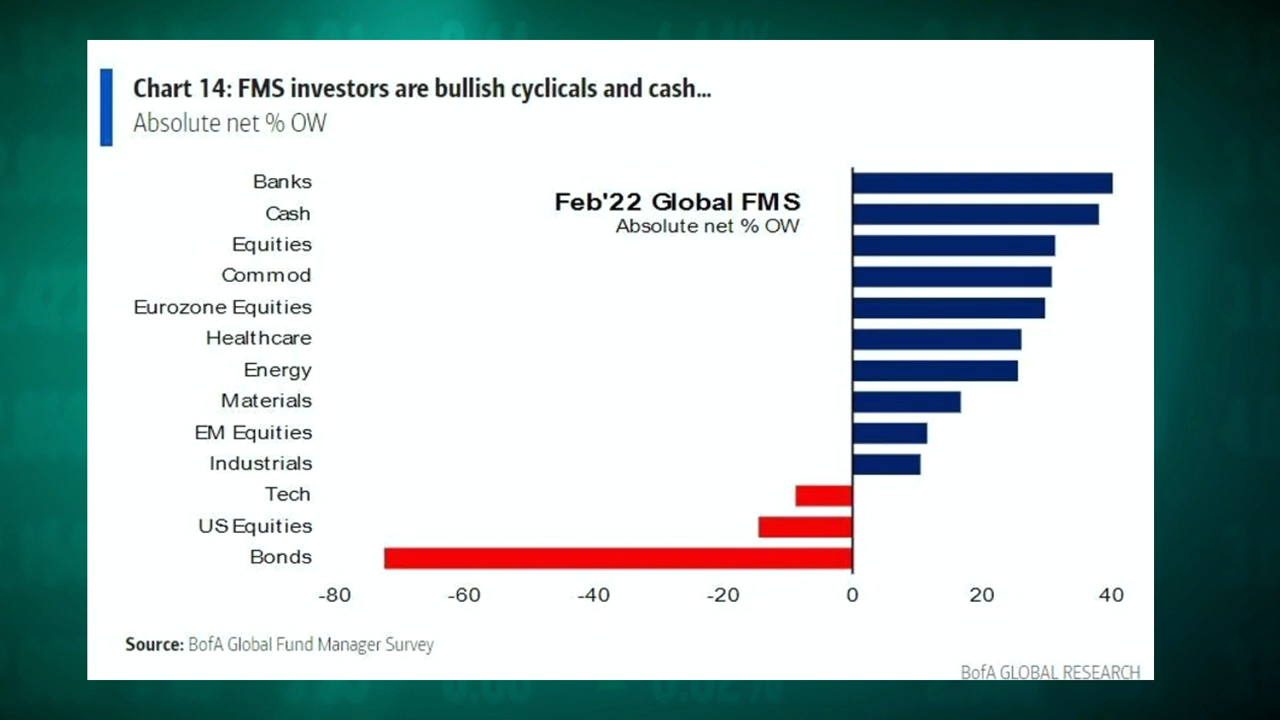 Chart 14: FMS investors are bullish cyclicals and cash...
Absolute net % OW
Feb'22 Global FMS
Absolute net % OW
Banks
Cash
Equities
Commod
Eurozone Equities
Healthcare
Energy
Materials
EM Equities
Industrials
Tech
US Equities
Bonds
-80 -60 -40 -20 0 20 40
Source: BofA Global Fund Manager Survey
BofA GLOBAL RESEARCH